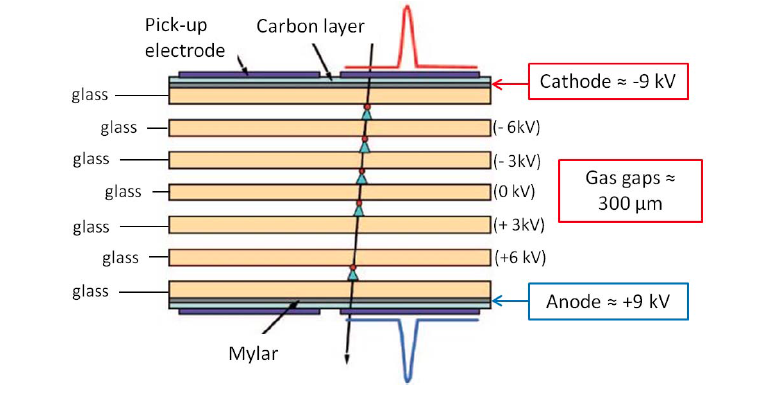 Pick-up
electrode
Carbon layer
Cathode ≈ -9 kV
glass
glass
(- 6kV)
glass
(- 3kV)
Gas gaps ≈
300 μm
glass
(0 kV)
glass
(+ 3kV)
glass
(+6 kV)
glass
Anode ≈ +9 kV
Mylar